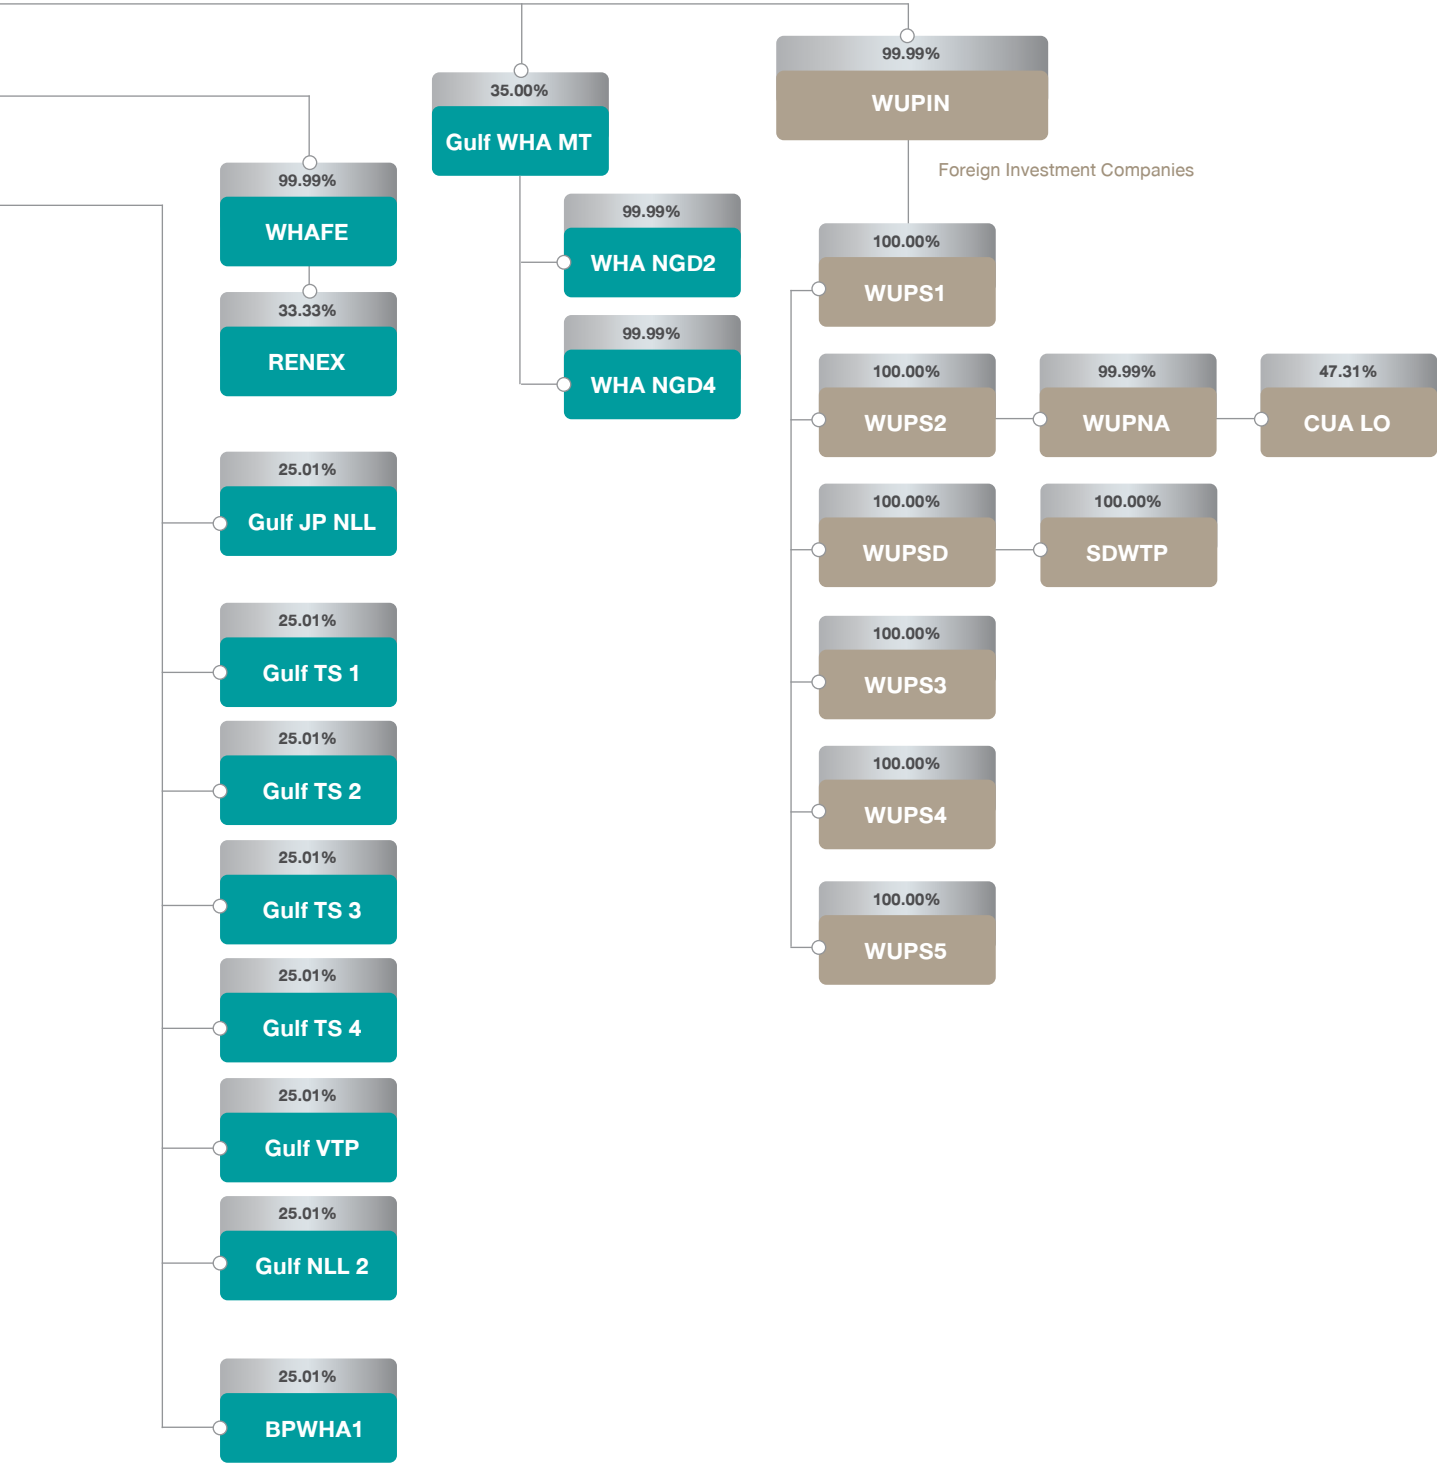 99.99%
WHAFE
33.33%
RENEX
25.01%
Gulf JP NLL
25.01%
Gulf TS 1
25.01%
Gulf TS 2
25.01%
Gulf TS 3
25.01%
Gulf TS 4
25.01%
Gulf VTP
25.01%
Gulf NLL 2
25.01%
BPWHA1
35.00%
Gulf WHA MT
99.99%
WHA NGD2
99.99%
WHA NGD4
99.99%
WUPIN
Foreign Investment Companies
100.00%
WUPS1
100.00%
WUPS2
99.99%
WUPNA
47.31%
CUA LO
100.00%
WUPSD
100.00%
SDWTP
100.00%
WUPS3
100.00%
WUPS4
100.00%
WUPS5